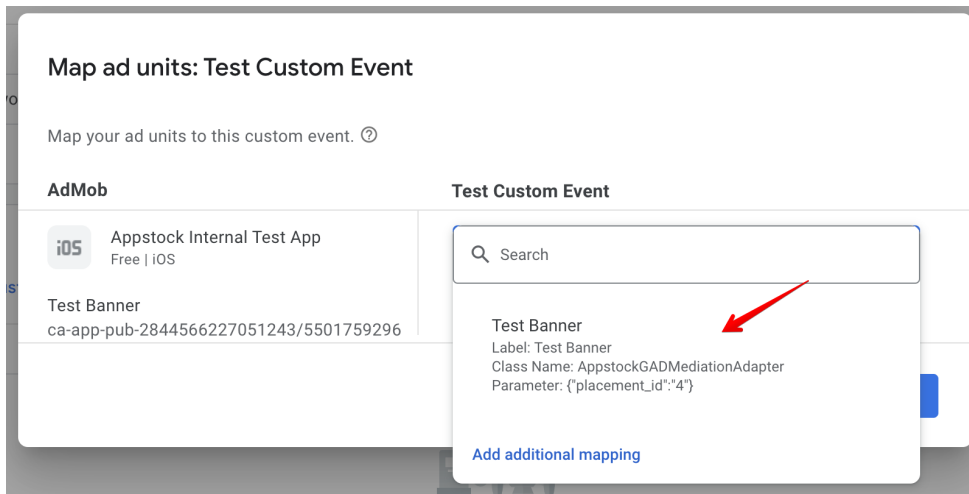 Map ad units: Test Custom Event
Map your ad units to this custom event.
AdMob
Test Custom Event
iOS
Appstock Internal Test App
Free | iOS
Search
Test Banner
ca-app-pub-2844566227051243/5501759296
Test Banner
Label: Test Banner
Class Name: AppstockGADMediationAdapter
Parameter: {"placement_id":"4"}
Add additional mapping